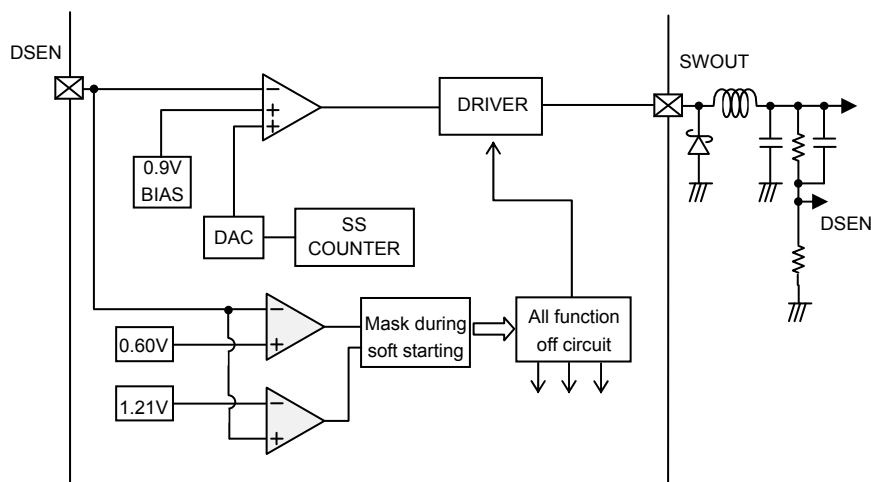 DSEN
SWOUT
DRIVER
0.9V
BIAS
DAC
SS
COUNTER
DSEN
Mask during
soft starting
All function
off circuit
0.60V
1.21V